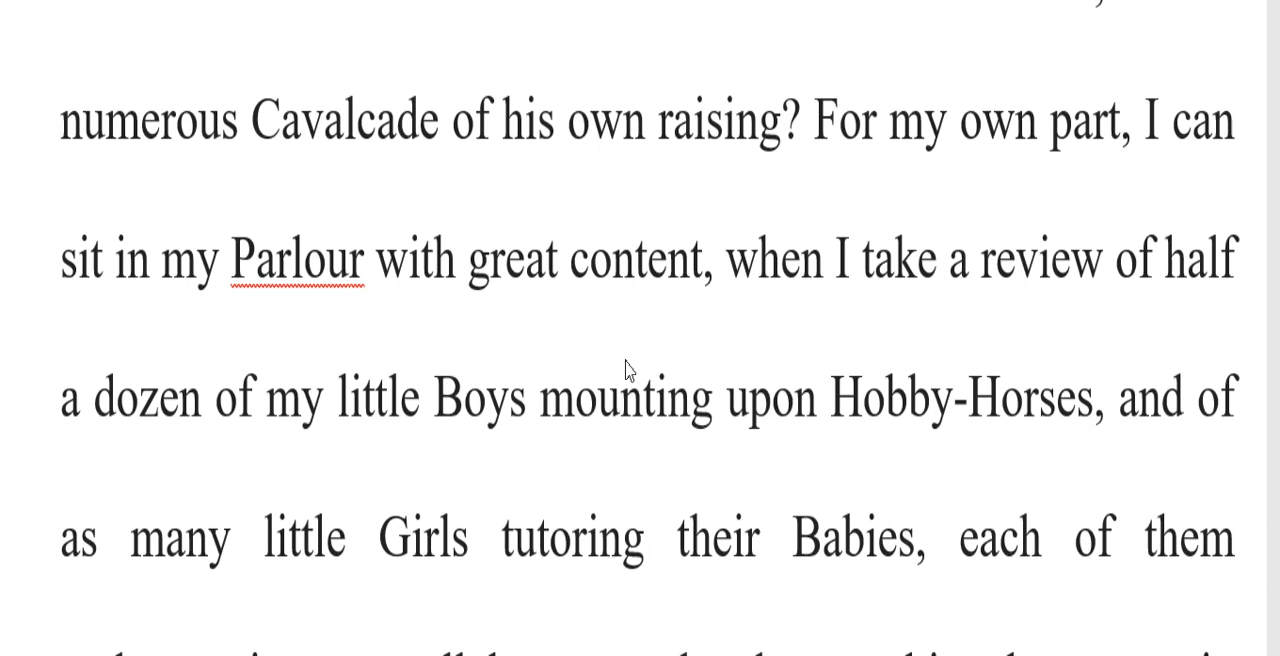 numerous Cavalcade of his own raising? For my own part, I can
sit in my Parlour with great content, when I take a review of half
a dozen of my little Boys mounting upon Hobby-Horses, and of
as many little Girls tutoring their Babies, each of them